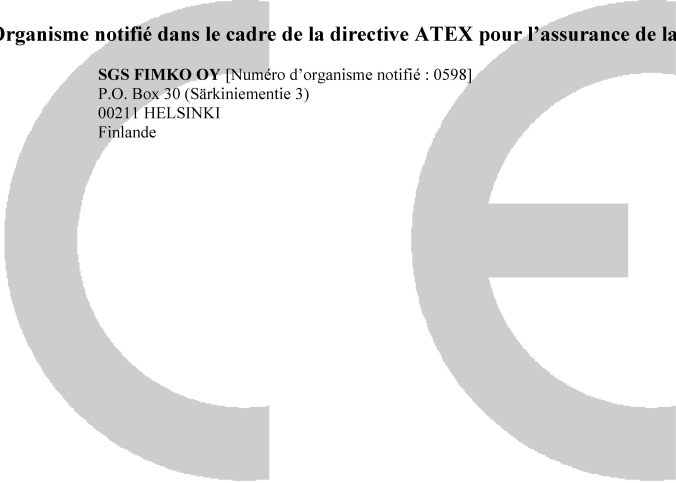 Organisme notifié dans le cadre de la directive ATEX pour l’assurance de la
SGS FIMKO OY [Numéro d’organisme notifié : 0598]
P.O. Box 30 (Särkiniementie 3)
00211 HELSINKI
Finlande